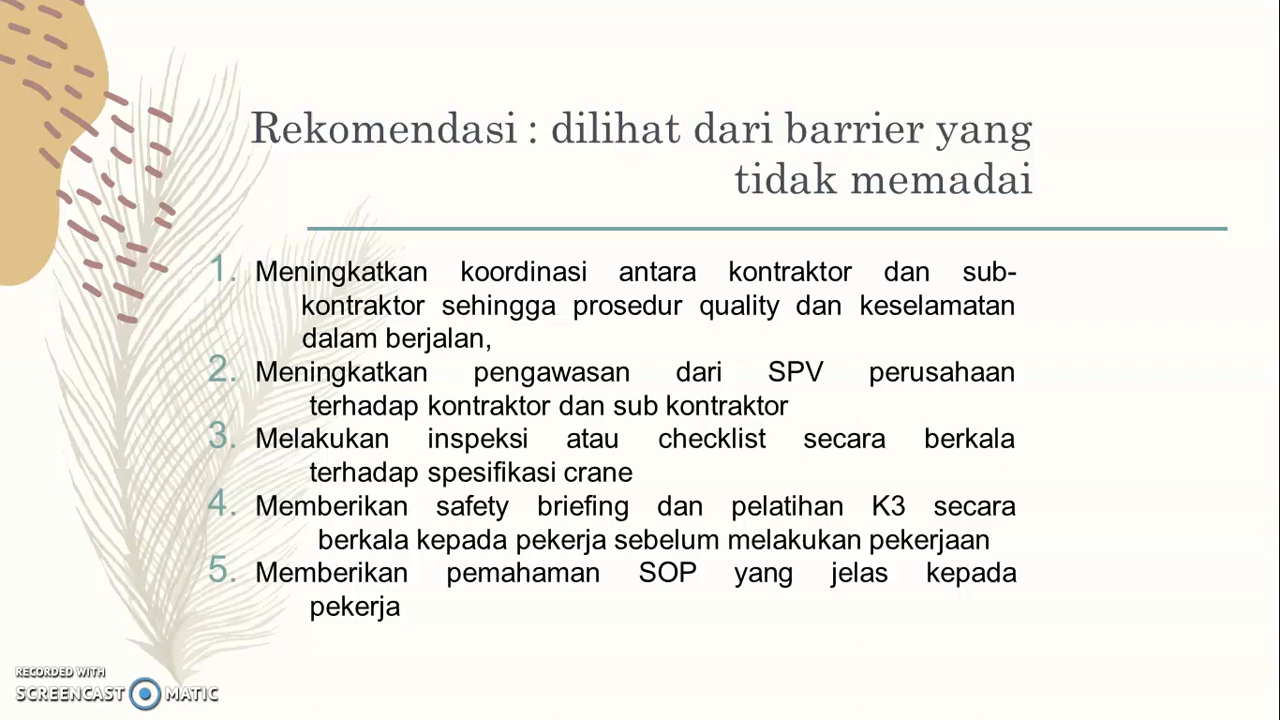 Rekomendasi : dilihat dari barrier yang
tidak memadai
1. Meningkatkan koordinasi antara kontraktor dan sub-
kontraktor sehingga prosedur quality dan keselamatan
dalam berjalan,
2. Meningkatkan pengawasan dari SPV perusahaan
terhadap kontraktor dan sub kontraktor
3. Melakukan inspeksi atau checklist secara berkala
terhadap spesifikasi crane
4. Memberikan safety briefing dan pelatihan K3 secara
berkala kepada pekerja sebelum melakukan pekerjaan
5. Memberikan pemahaman SOP yang jelas kepada
pekerja
RECORDED WITH
SCREENCAST MATIC